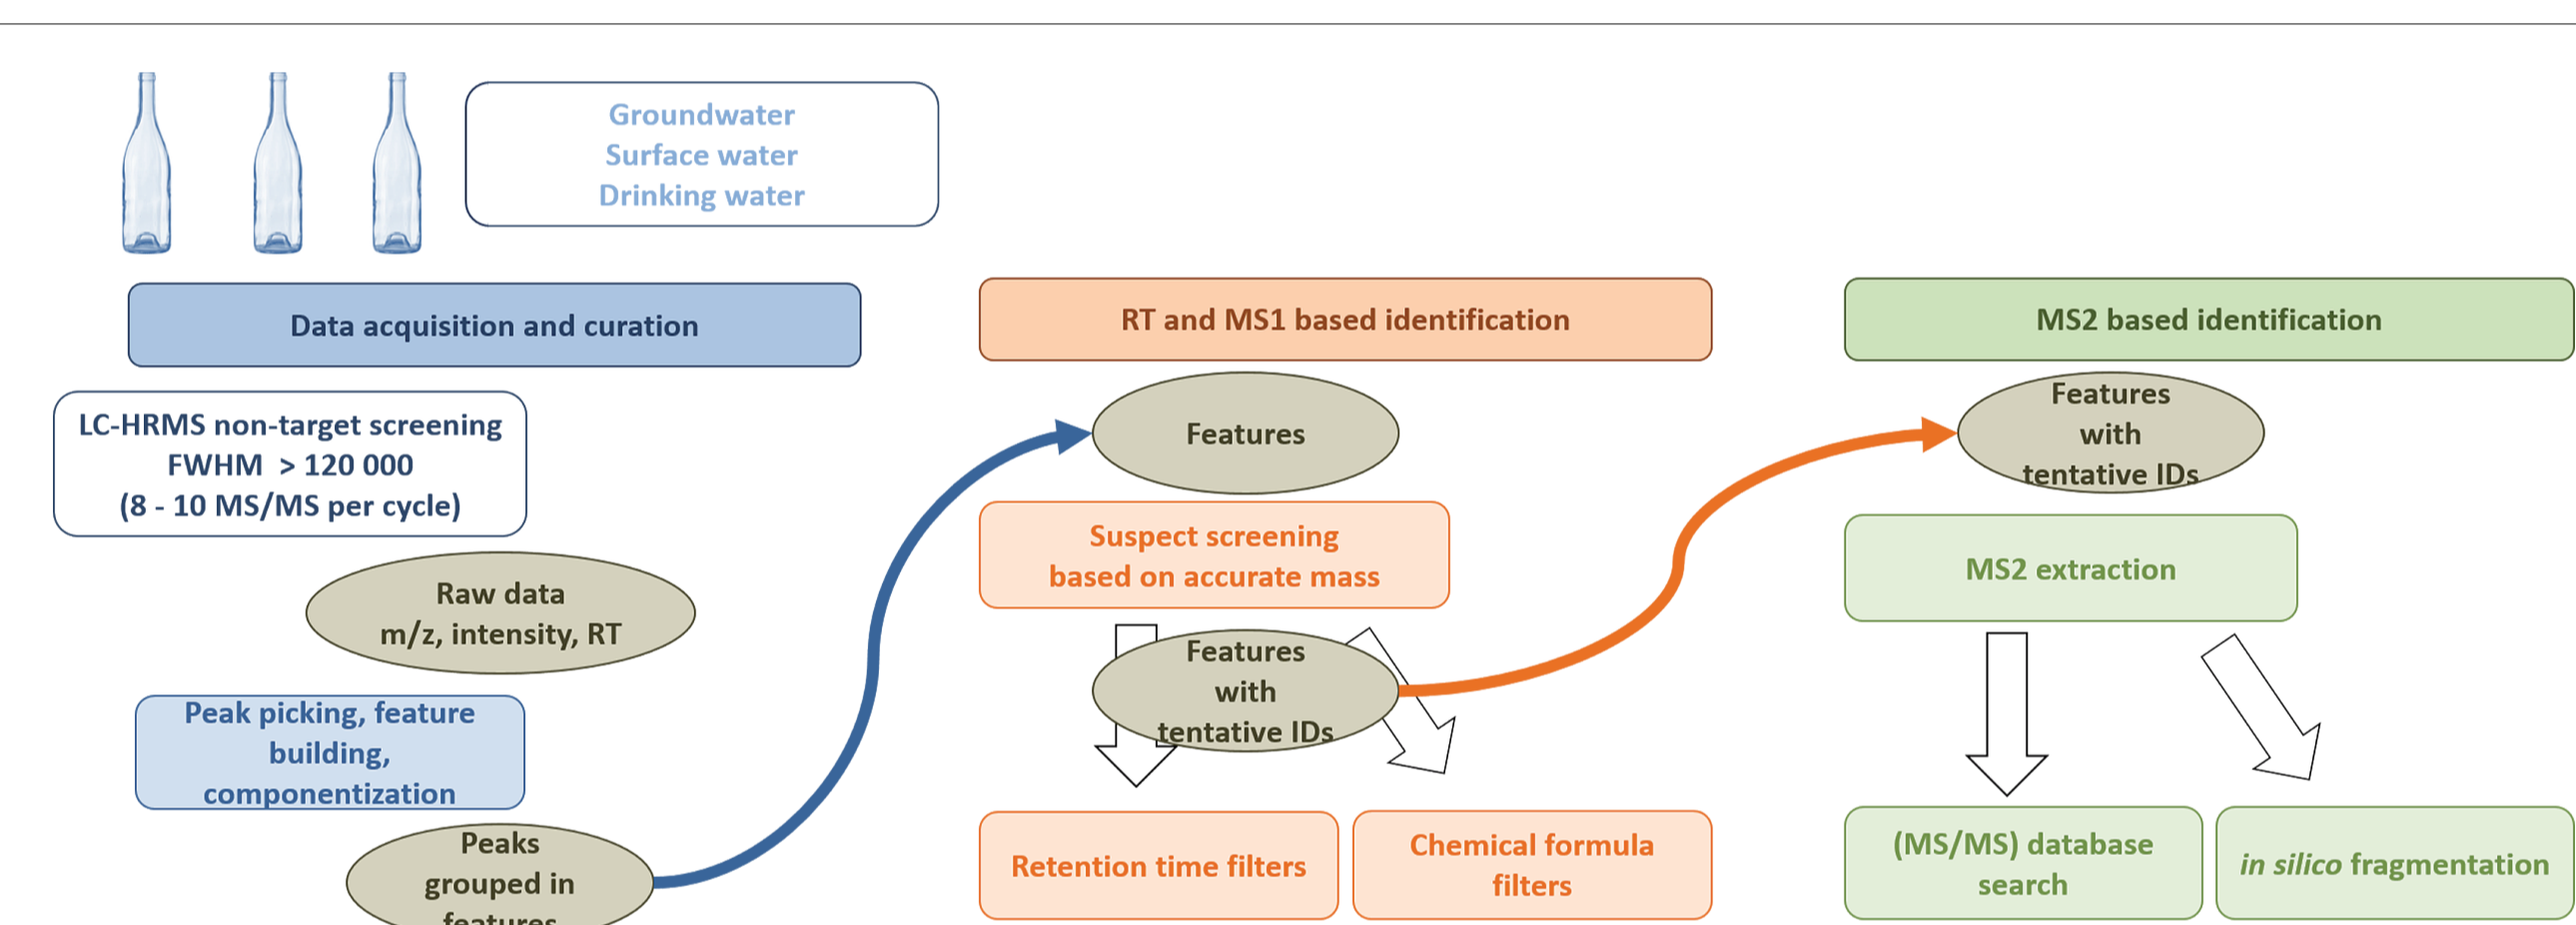 Groundwater
Surface water
Drinking water
Data acquisition and curation
LC-HRMS non-target screening
FWHM > 120 000
(8 - 10 MS/MS per cycle)
Raw data
m/z, intensity, RT
Peak picking, feature
building,
componentization
Peaks
grouped in
features
RT and MS1 based identification
Features
Suspect screening
based on accurate mass
Features
with
tentative IDs
Retention time filters
Chemical formula
filters
MS2 based identification
Features
with
tentative IDs
MS2 extraction
(MS/MS) database
search
in silico fragmentation